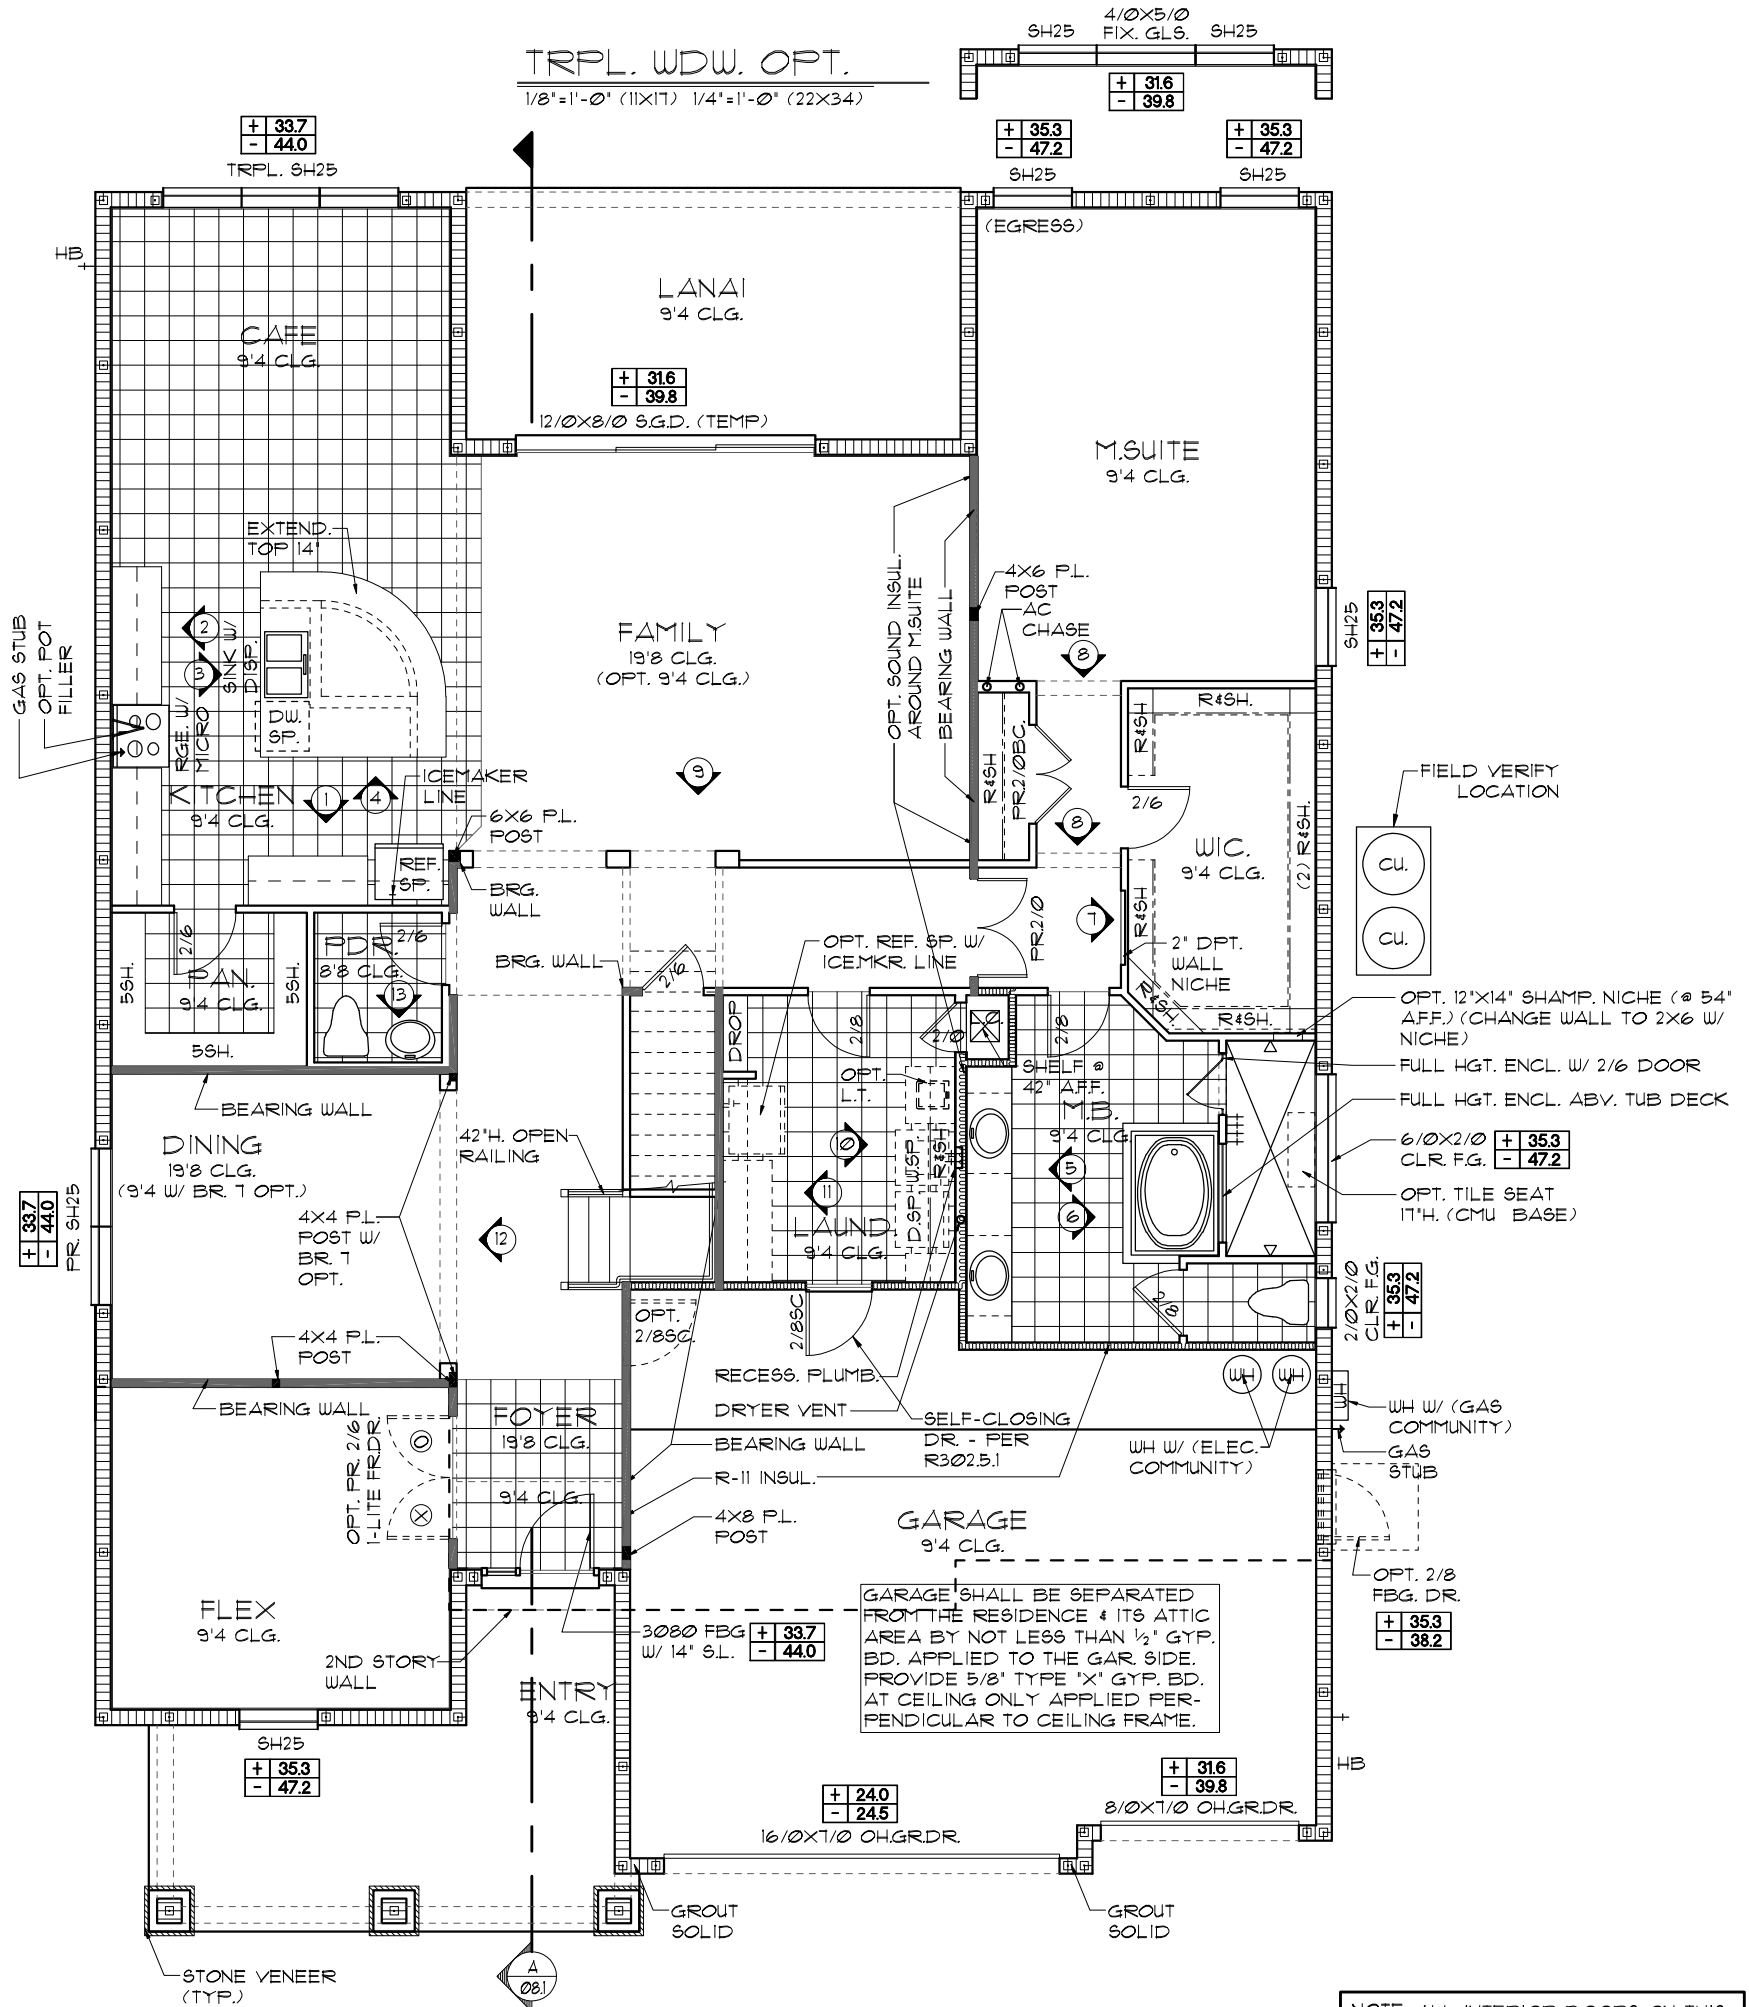 4/0X5/0
SH25 FIX. GLS. SH25
TRPL. WDW. OPT.
1/8"=1'-0" (11X17) 1/4"=1'-0" (22X34)
+ 31.6
- 39.8
+ 33.7
- 44.0
TRPL. SH25
+ 35.3
- 47.2
SH25
+ 35.3
- 47.2
SH25
(EGRESS)
HB
LANAI
9'4 CLG.
CAFE
9'4 CLG.
+ 31.6
- 39.8
12/0X8/0 S.G.D. (TEMP)
M.SUITE
9'4 CLG.
EXTEND.
TOP 14"
OPT. SOUND INSUL.
AROUND M.SUITE
BEARING WALL
4X6 P.L.
POST
AC
CHASE
SH25
+ 35.3
- 47.2
GAS STUB
OPT. POT
FILLER
2
3
SINK W/
DISP
RGE. W/
MICRO
DW.
SP.
FAMILY
19'8 CLG.
(OPT. 9'4 CLG.)
8
R&SH.
R&SH
R&SH
PR.2/0BC.
KITCHEN
9'4 CLG.
1
4
ICEMAKER
LINE
9
6X6 P.L.
POST
2/6
8
WIC.
9'4 CLG.
(2) R&SH.
FIELD VERIFY
LOCATION
CU.
CU.
REF.
SP.
BRG.
WALL
PR.2/0
7
R&SH
2" DPT.
WALL
NICHE
2/6
PAN.
9'4 CLG.
5SH.
5SH.
5SH.
PDR.
8'8 CLG.
2/6
13
BRG. WALL
2/6
OPT. REF. SP. W/
ICE.MKR. LINE
DROP
2/8
2/0
2/8
R&SH
R&SH.
OPT. 12"X14" SHAMP. NICHE (@ 54"
A.F.F.) (CHANGE WALL TO 2X6 W/
NICHE)
FULL HGT. ENCL. W/ 2/6 DOOR
FULL HGT. ENCL. ABV. TUB DECK
SHELF @
42" A.F.F.
M.B.
9'4 CLG.
OPT.
L.T.
BEARING WALL
DINING
19'8 CLG.
(9'4 W/ BR. 7 OPT.)
42"H. OPEN
RAILING
10
11
R&SH
W.SP.
D.SP.
5
6
6/0X2/0
CLR. F.G.
+ 35.3
- 47.2
OPT. TILE SEAT
17"H. (CMU BASE)
+ 33.7
- 44.0
PR. SH25
4X4 P.L.
POST W/
BR. 7
OPT.
12
LAUND.
9'4 CLG.
2/8
2/0X2/0
CLR. F.G.
+ 35.3
- 47.2
OPT.
2/8SC.
2/8SC
4X4 P.L.
POST
RECESS. PLUMB.
DRYER VENT
BEARING WALL
R-11 INSUL.
4X8 P.L.
POST
SELF-CLOSING
DR. - PER
R302.5.1
WH
WH
WH W/ (ELEC.
COMMUNITY)
WH W/ (GAS
COMMUNITY)
GAS
STUB
BEARING WALL
OPT. PR. 2/6
1-LITE FR.DR.
O
X
FOYER
19'8 CLG.
9'4 CLG.
GARAGE
9'4 CLG.
OPT. 2/8
FBG. DR.
+ 35.3
- 38.2
FLEX
9'4 CLG.
2ND STORY
WALL
3080 FBG
W/ 14" S.L.
+ 33.7
- 44.0
GARAGE SHALL BE SEPARATED
FROM THE RESIDENCE & ITS ATTIC
AREA BY NOT LESS THAN ½" GYP.
BD. APPLIED TO THE GAR. SIDE.
PROVIDE 5/8" TYPE "X" GYP. BD.
AT CEILING ONLY APPLIED PER-
PENDICULAR TO CEILING FRAME.
ENTRY
9'4 CLG.
SH25
+ 35.3
- 47.2
+ 24.0
- 24.5
16/0X7/0 OH.GR.DR.
+ 31.6
- 39.8
8/0X7/0 OH.GR.DR.
HB
GROUT
SOLID
GROUT
SOLID
STONE VENEER
(TYP.)
A
08.1